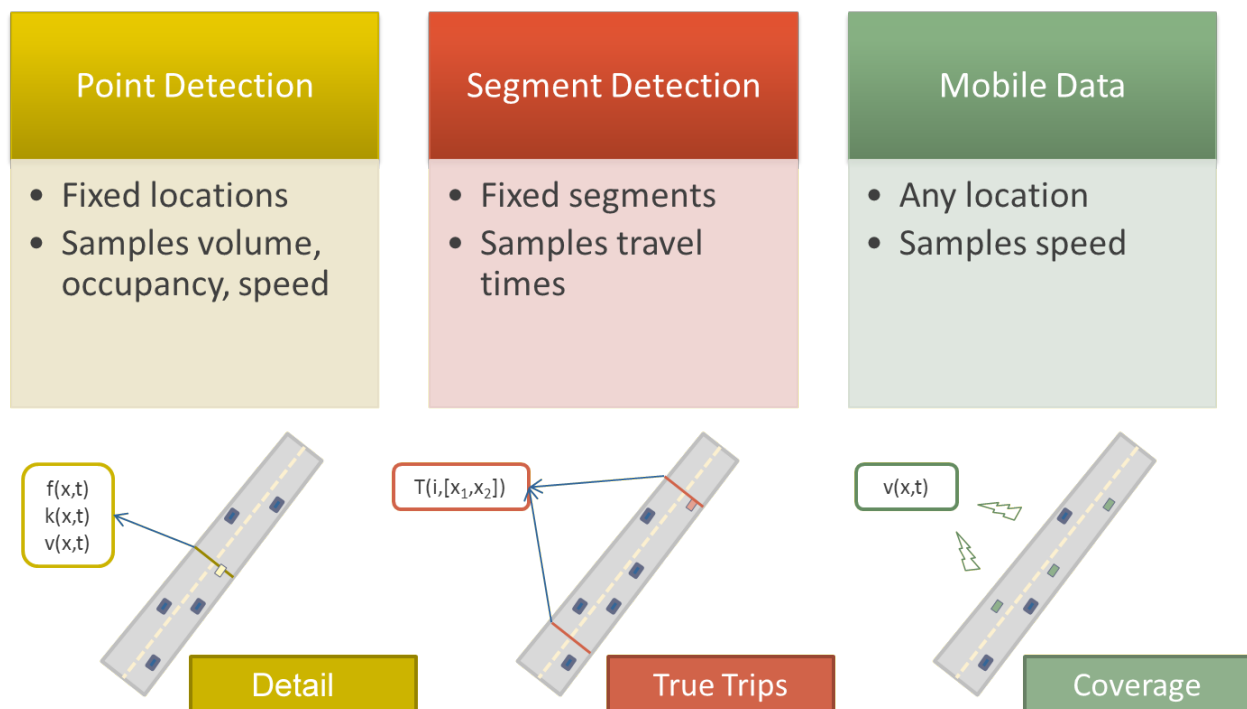 Point Detection
• Fixed locations
• Samples volume,
occupancy, speed
Segment Detection
• Fixed segments
• Samples travel
times
Mobile Data
• Any location
• Samples speed
f(x,t)
k(x,t)
v(x,t)
Detail
T(i,[x₁,x₂])
True Trips
v(x,t)
Coverage